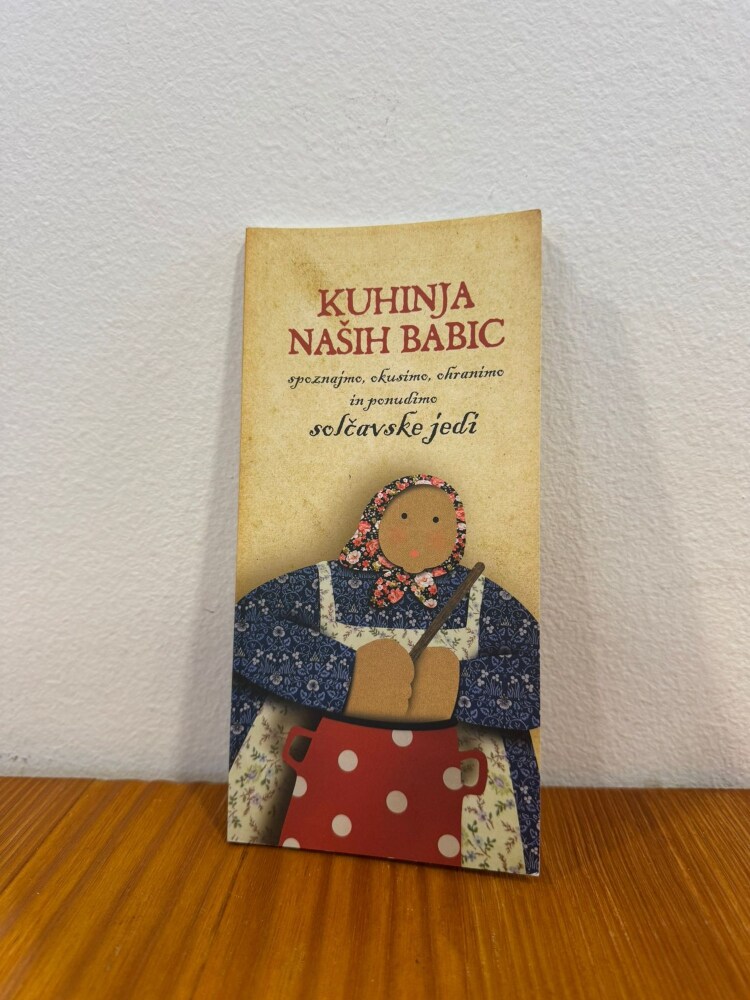 KUHINJA
NAŠIH BABIC
spoznajmo, okusimo, ohranimo
in ponudimo
solčavske jedi